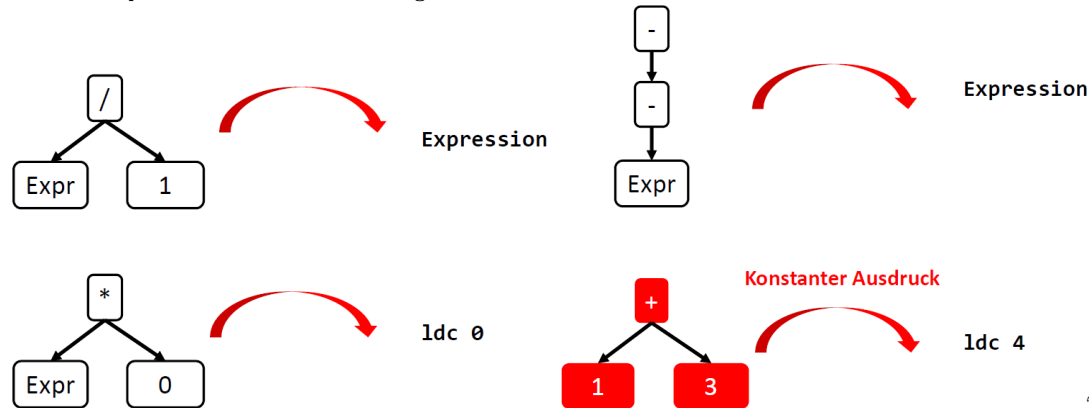 /
Expr 1
Expression
-
-
Expr
Expression
*
Expr 0
ldc 0
+
1 3
Konstanter Ausdruck
ldc 4